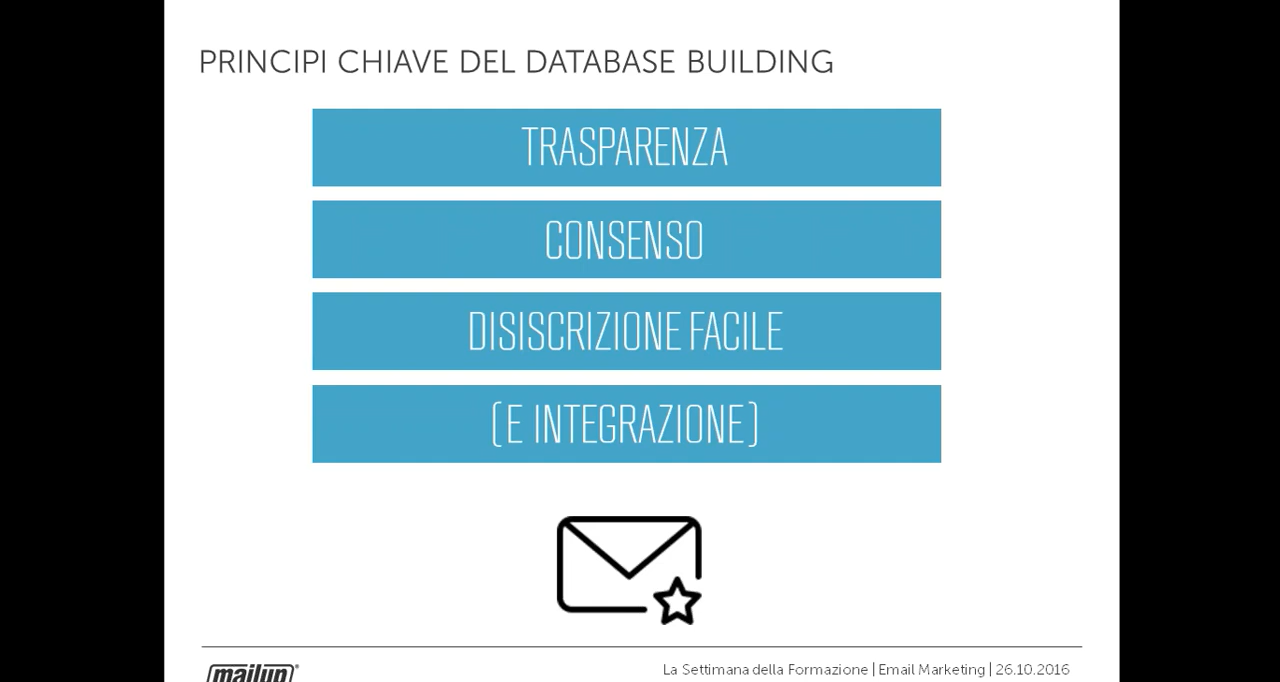 PRINCIPI CHIAVE DEL DATABASE BUILDING
TRASPARENZA
CONSENSO
DISISCRIZIONE FACILE
(E INTEGRAZIONE)
mailup®
La Settimana della Formazione | Email Marketing | 26.10.2016